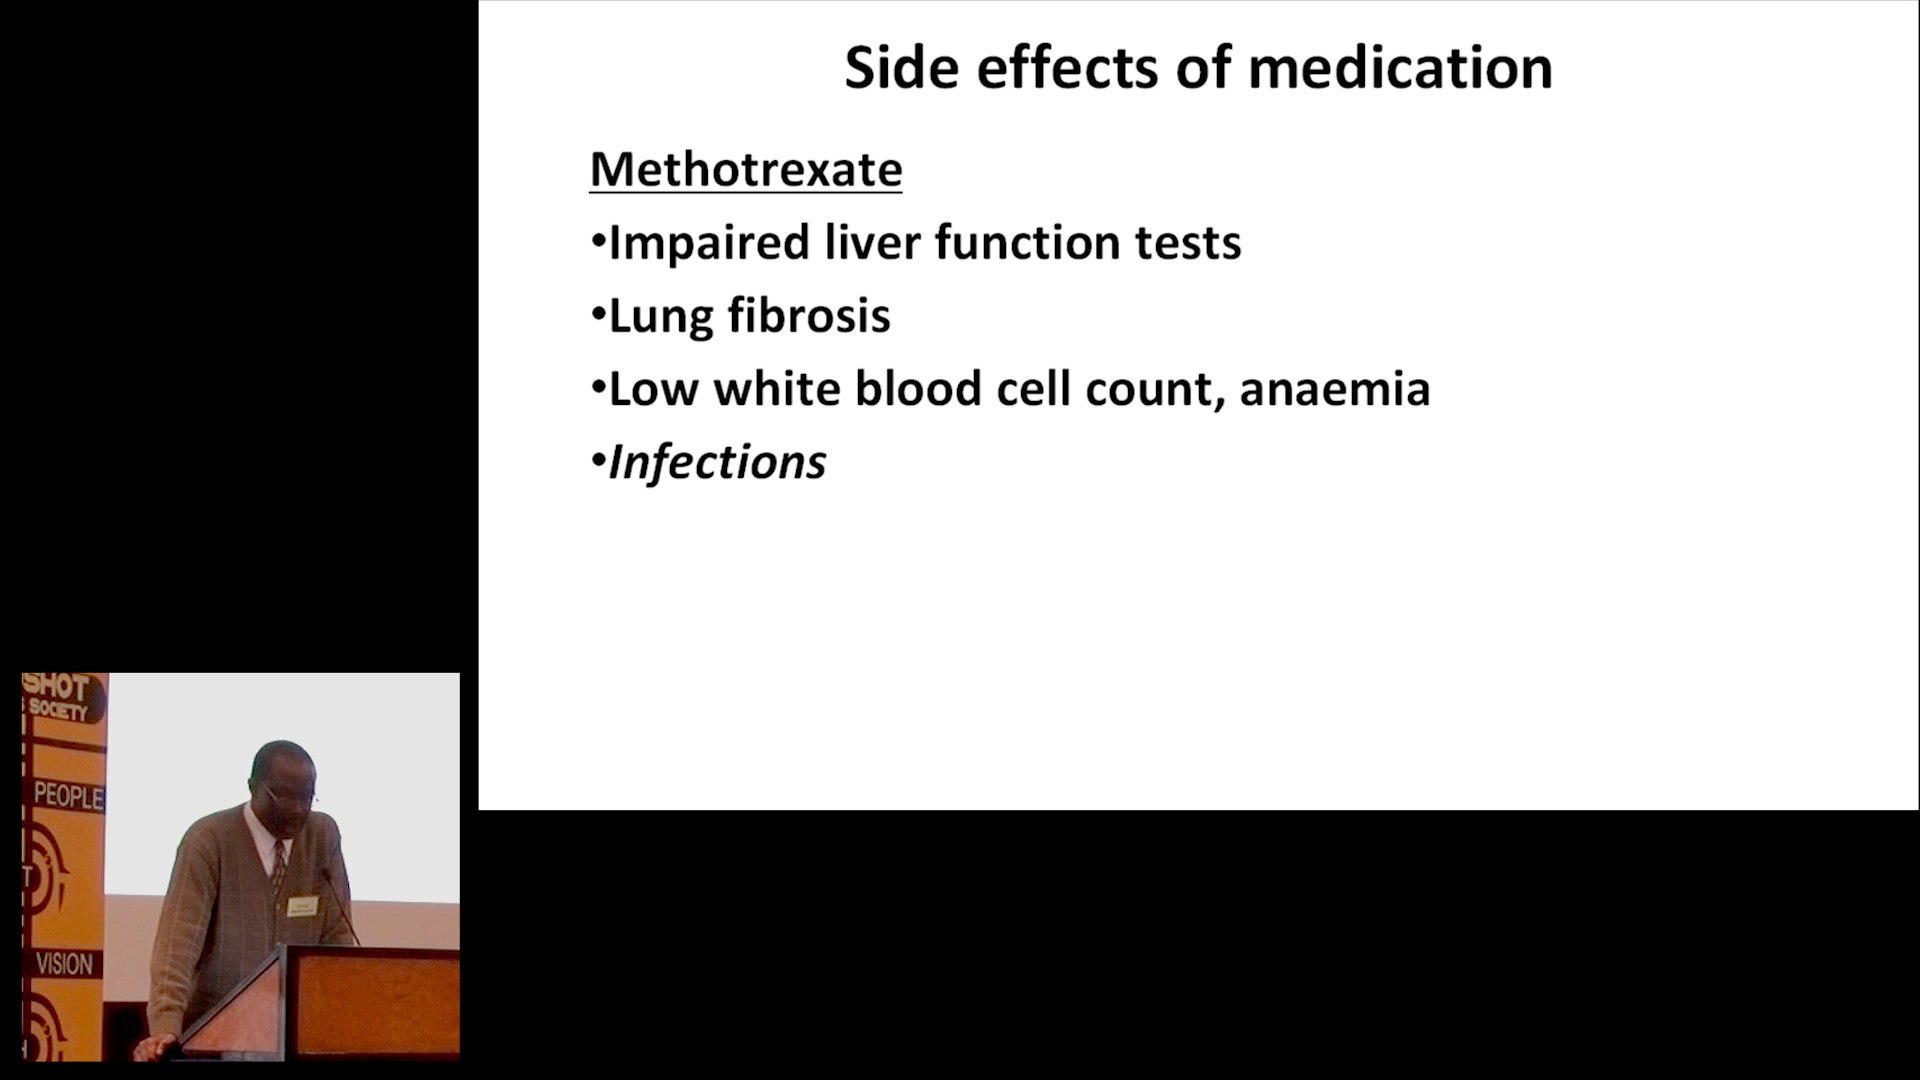 Side effects of medication
Methotrexate
•Impaired liver function tests
•Lung fibrosis
•Low white blood cell count, anaemia
•Infections
SHOT
SOCIETY
PEOPLE
T
VISION